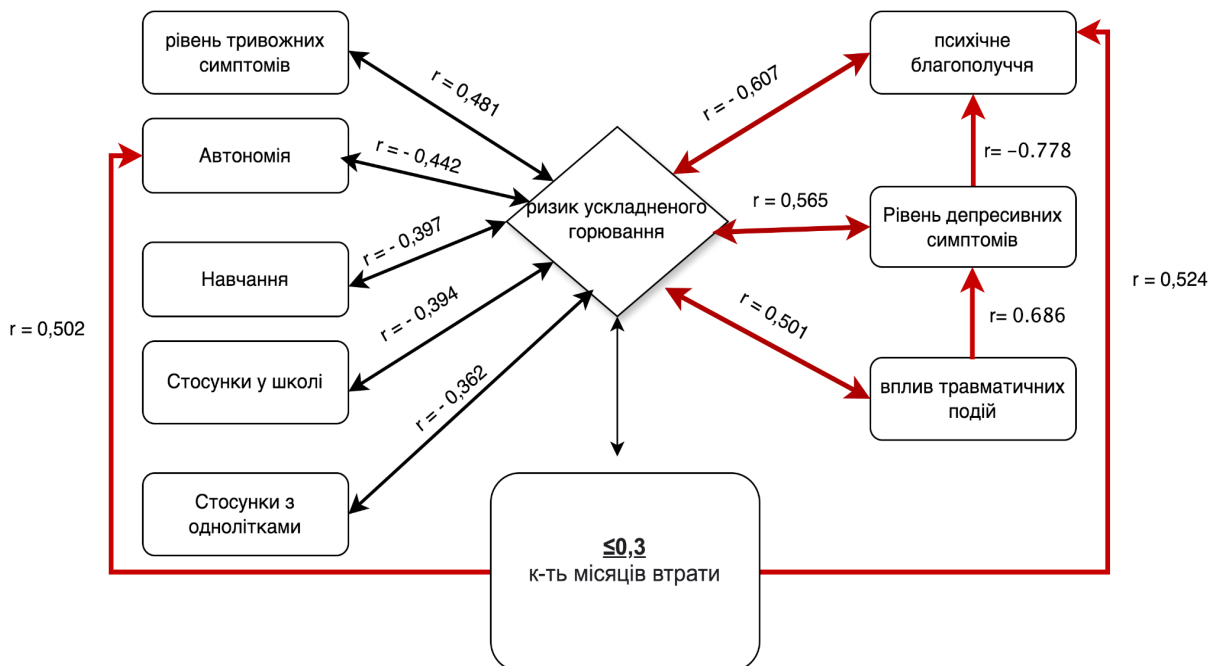 рівень тривожних
симптомів
r = 0,481
Автономія
r = - 0,442
Навчання
r = - 0,397
Стосунки у школі
r = - 0,394
Стосунки з
однолітками
r = - 0,362
r = 0,502
ризик ускладненого
горювання
психічне
благополуччя
r = - 0,607
r= −0.778
Рівень депресивних
симптомів
r = 0,565
r= 0.686
вплив травматичних
подій
r = 0,501
r = 0,524
≤0,3
к-ть місяців втрати